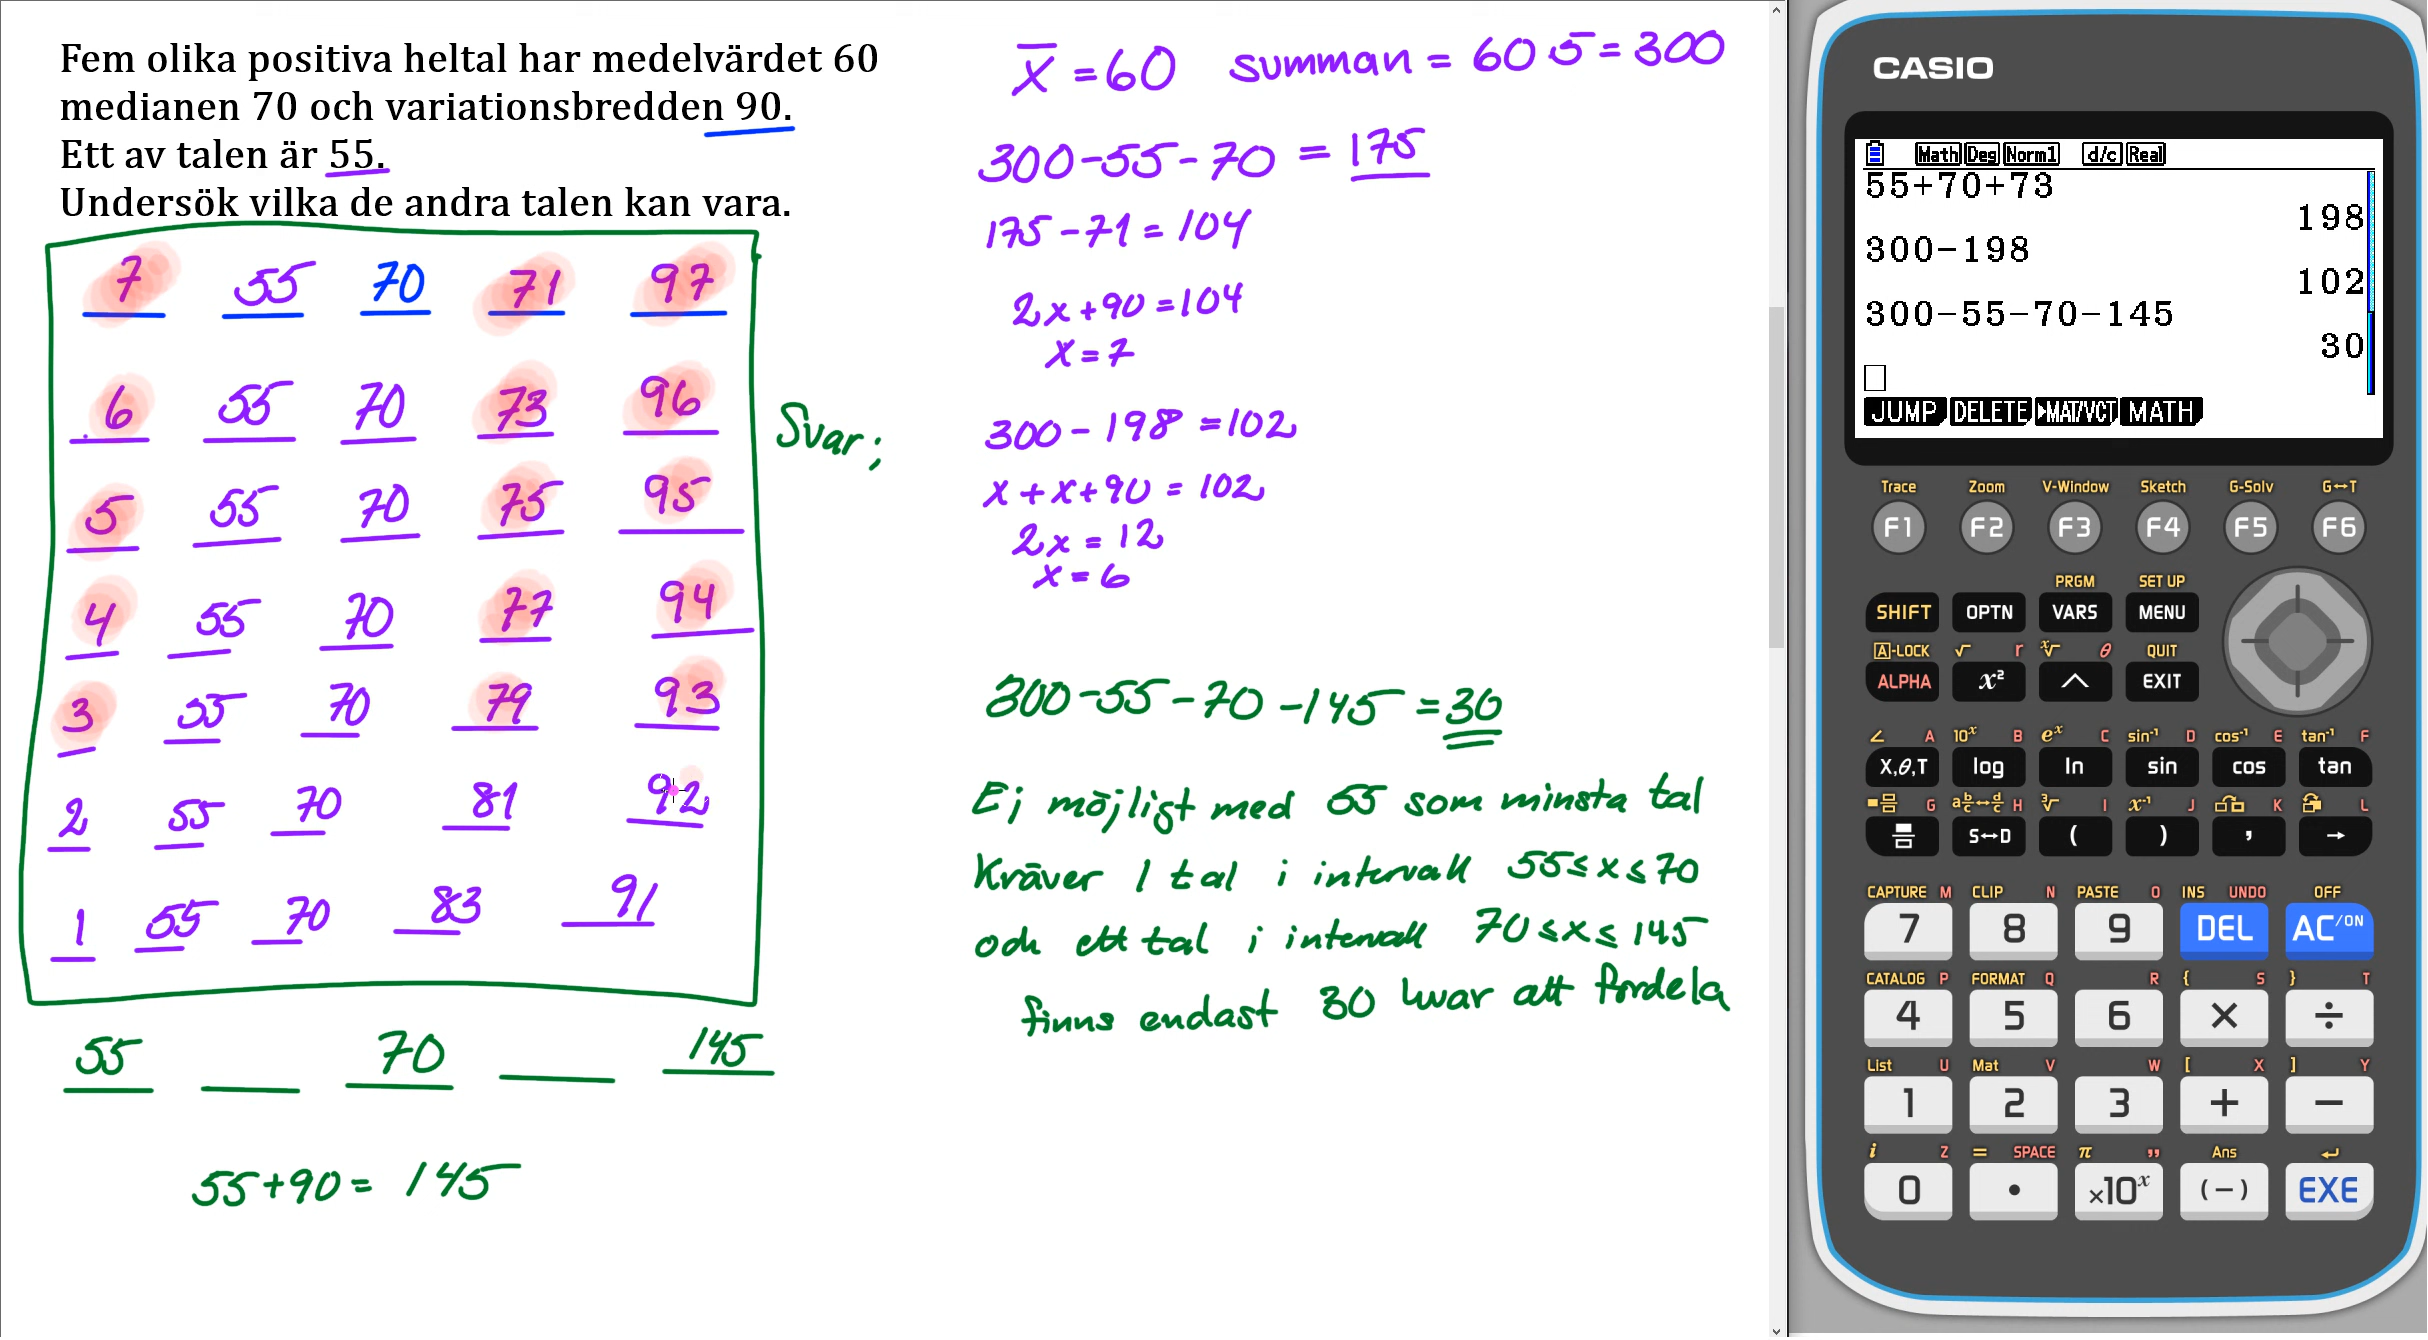 Fem olika positiva heltal har medelvärdet 60
medianen 70 och variationsbredden 90.
Ett av talen är 55.
Undersök vilka de andra talen kan vara.
7 55 70 71 97
6 55 70 73 96
5 55 70 75 95
4 55 70 77 94
3 55 70 79 93
2 55 70 81 92
1 55 70 83 91
Svar:
55 70 145
55+90= 145
x =60 summan = 60·5=300
300-55-70 = 175
175-71=104
2x+90=104
x=7
300-198=102
x+x+90=102
2x=12
x=6
300-55-70-145=30
Ej möjligt med 55 som minsta tal
Kräver 1 tal i intervall 55≤x≤70
och ett tal i intervall 70≤x≤145
finns endast 30 kvar att fördela
CASIO
Math Deg Norm1 d/c Real
55+70+73
198
300-198
102
300-55-70-145
30
JUMP DELETE ▶MAT/VCT MATH
Trace Zoom V-Window Sketch G-Solv G↔T
F1 F2 F3 F4 F5 F6
PRGM SET UP
SHIFT OPTN VARS MENU
A-LOCK √ r ˣ√ θ QUIT
ALPHA x² ^ EXIT
∠ A 10ˣ B eˣ C sin⁻¹ D cos⁻¹ E tan⁻¹ F
X,θ,T log ln sin cos tan
G a b/c↔d/c H ³√ I x⁻¹ J K L
S↔D ( ) , →
CAPTURE M CLIP N PASTE O INS UNDO OFF
7 8 9 DEL AC/ON
CATALOG P FORMAT Q R { S } T
4 5 6 × ÷
List U Mat V W [ X ] Y
1 2 3 + −
i Z = SPACE π ,, Ans ↵
0 • ×10ˣ (−) EXE